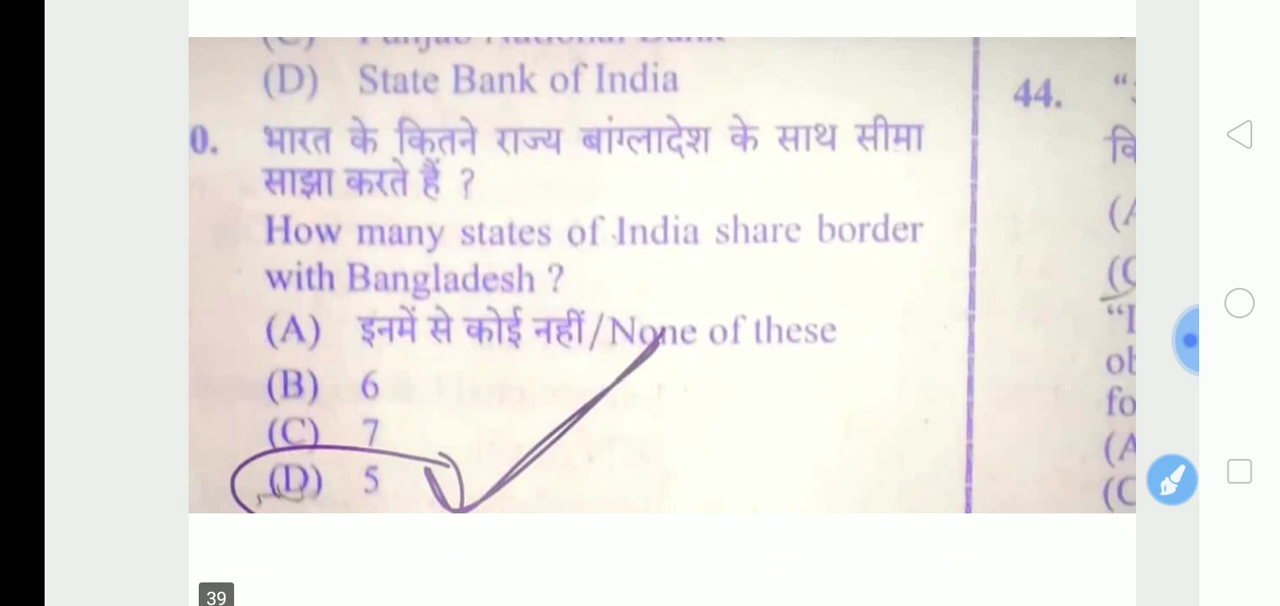 (D) State Bank of India
0. भारत के कितने राज्य बांग्लादेश के साथ सीमा
साझा करते हैं ?
How many states of India share border
with Bangladesh ?
(A) इनमें से कोई नहीं/None of these
(B) 6
(C) 7
(D) 5
44.
39